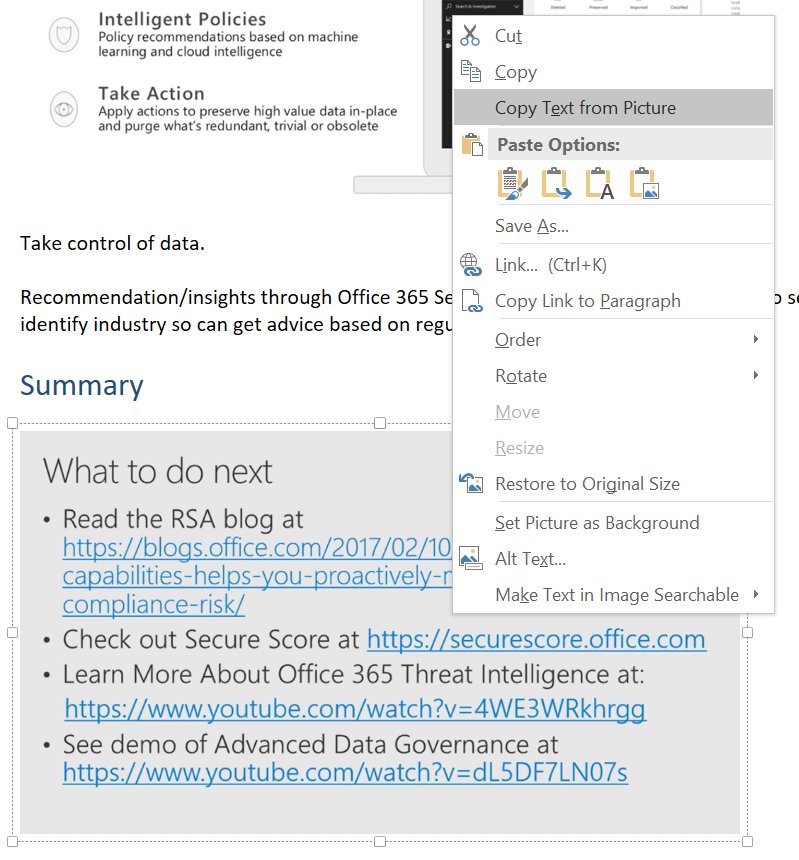 Intelligent Policies
Policy recommendations based on machine
learning and cloud intelligence
Take Action
Apply actions to preserve high value data in-place
and purge what's redundant, trivial or obsolete
Search & Investigation
Deleted Preserved Imported Classified
Cut
Copy
Copy Text from Picture
Paste Options:
A
Save As...
Link... (Ctrl+K)
Copy Link to Paragraph
Order
Rotate
Move
Resize
Restore to Original Size
Set Picture as Background
Alt Text...
Make Text in Image Searchable
Take control of data.
Recommendation/insights through Office 365
identify industry so can get advice based on
Summary
What to do next
• Read the RSA blog at
https://blogs.office.com/2017/02/10
capabilities-helps-you-proactively-
compliance-risk/
• Check out Secure Score at https://securescore.office.com
• Learn More About Office 365 Threat Intelligence at:
https://www.youtube.com/watch?v=4WE3WRkhrgg
• See demo of Advanced Data Governance at
https://www.youtube.com/watch?v=dL5DF7LN07s